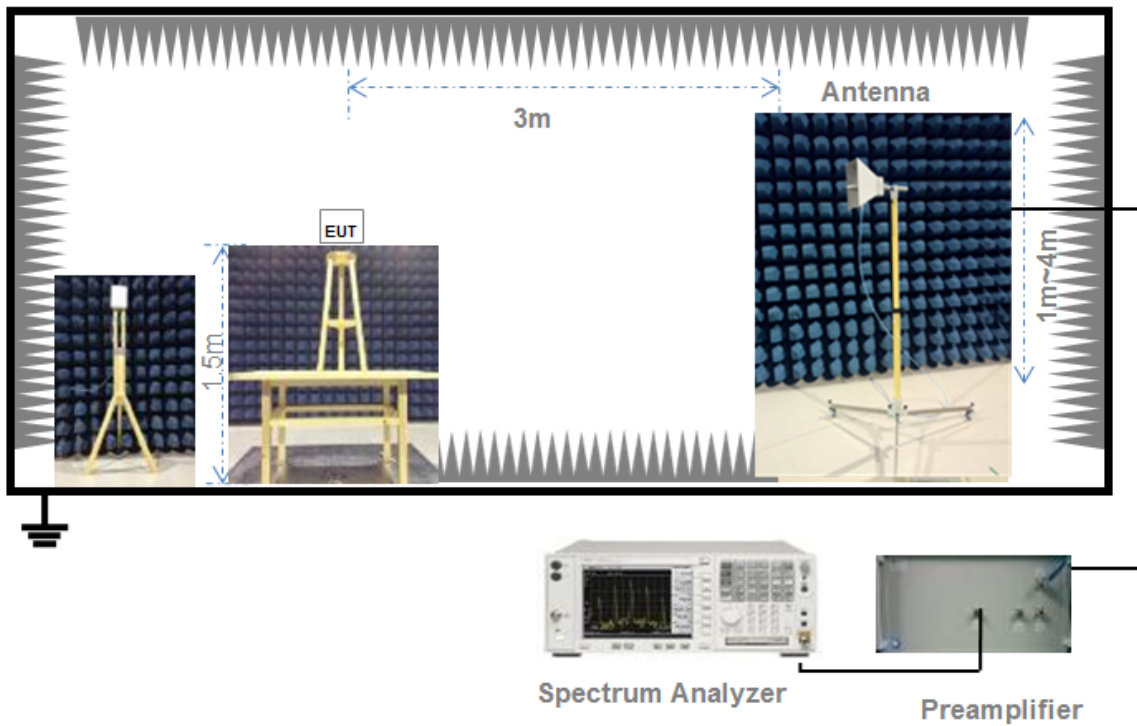 Antenna
3m
EUT
1.5m
1m~4m
Spectrum Analyzer
Preamplifier